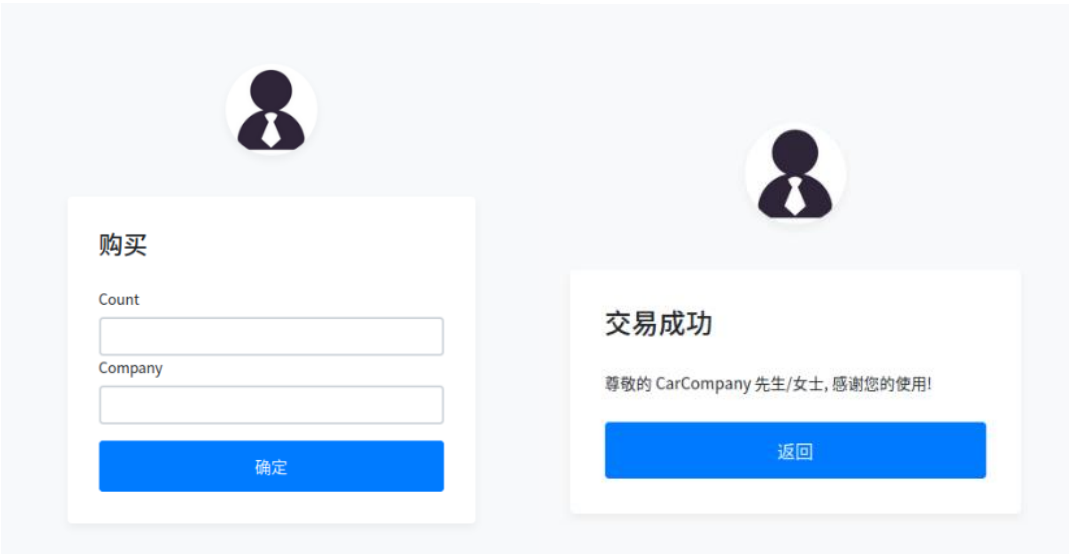 购买
Count
Company
确定
交易成功
尊敬的 CarCompany 先生/女士, 感谢您的使用!
返回